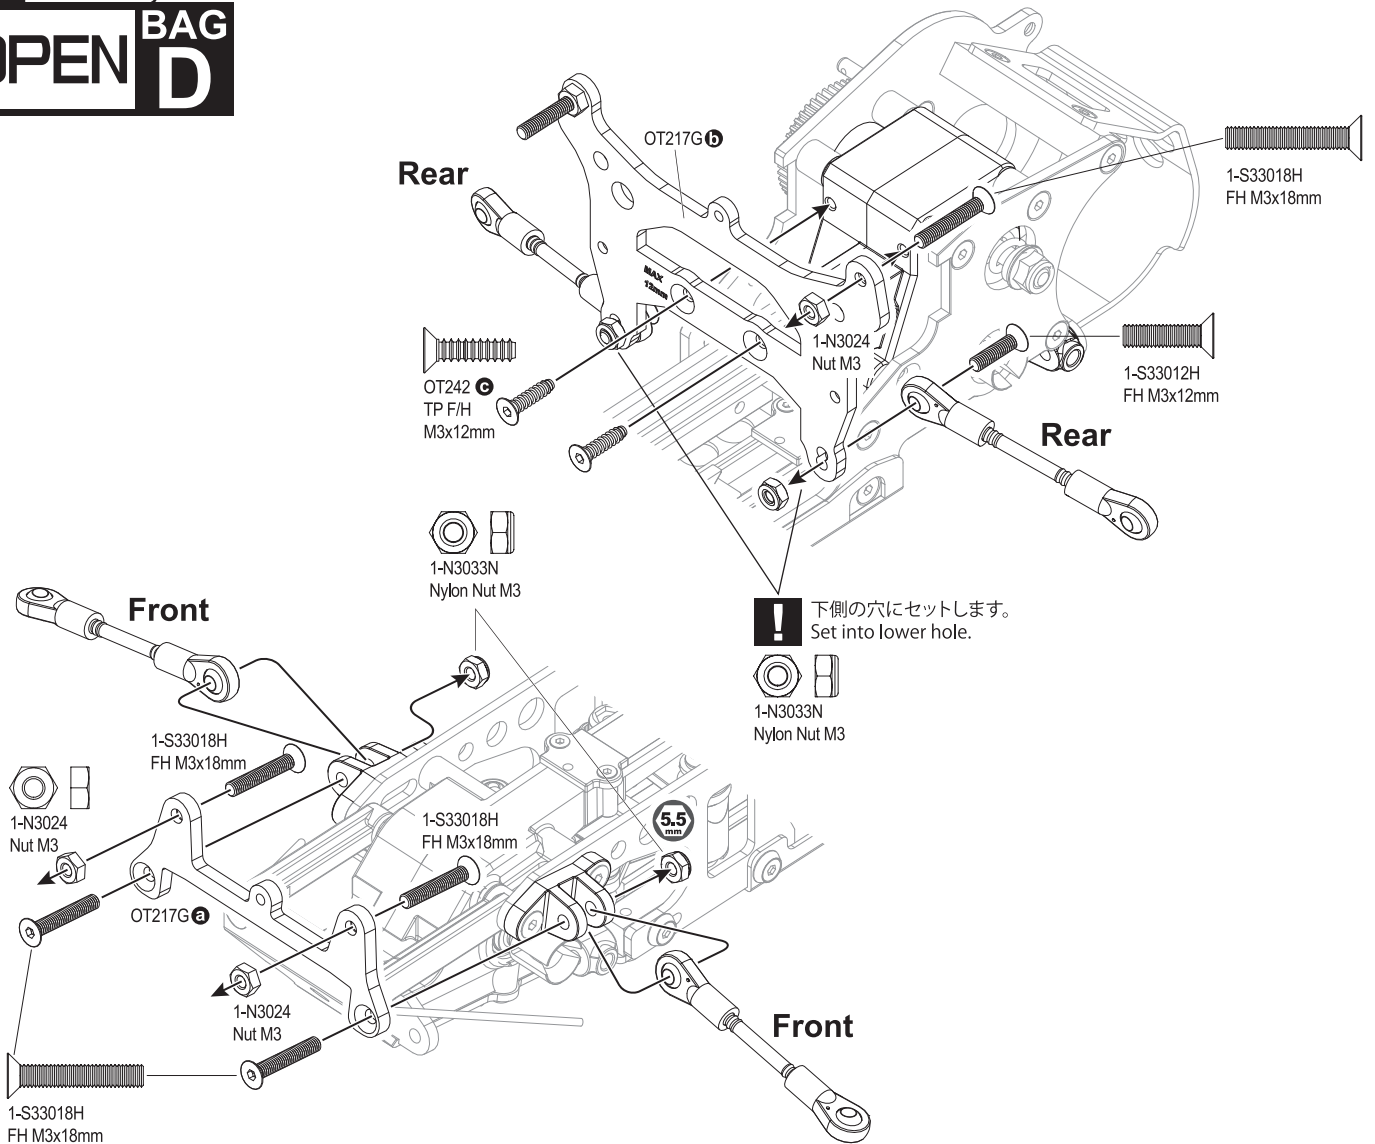 OPEN
BAG
D
OT217G b
Rear
1-S33018H
FH M3x18mm
MAX
12mm
1-N3024
Nut M3
OT242 c
TP F/H
M3x12mm
1-S33012H
FH M3x12mm
Rear
1-N3033N
Nylon Nut M3
! 下側の穴にセットします。
Set into lower hole.
1-N3033N
Nylon Nut M3
Front
1-S33018H
FH M3x18mm
1-N3024
Nut M3
1-S33018H
FH M3x18mm
5.5
mm
OT217G a
1-N3024
Nut M3
Front
1-S33018H
FH M3x18mm